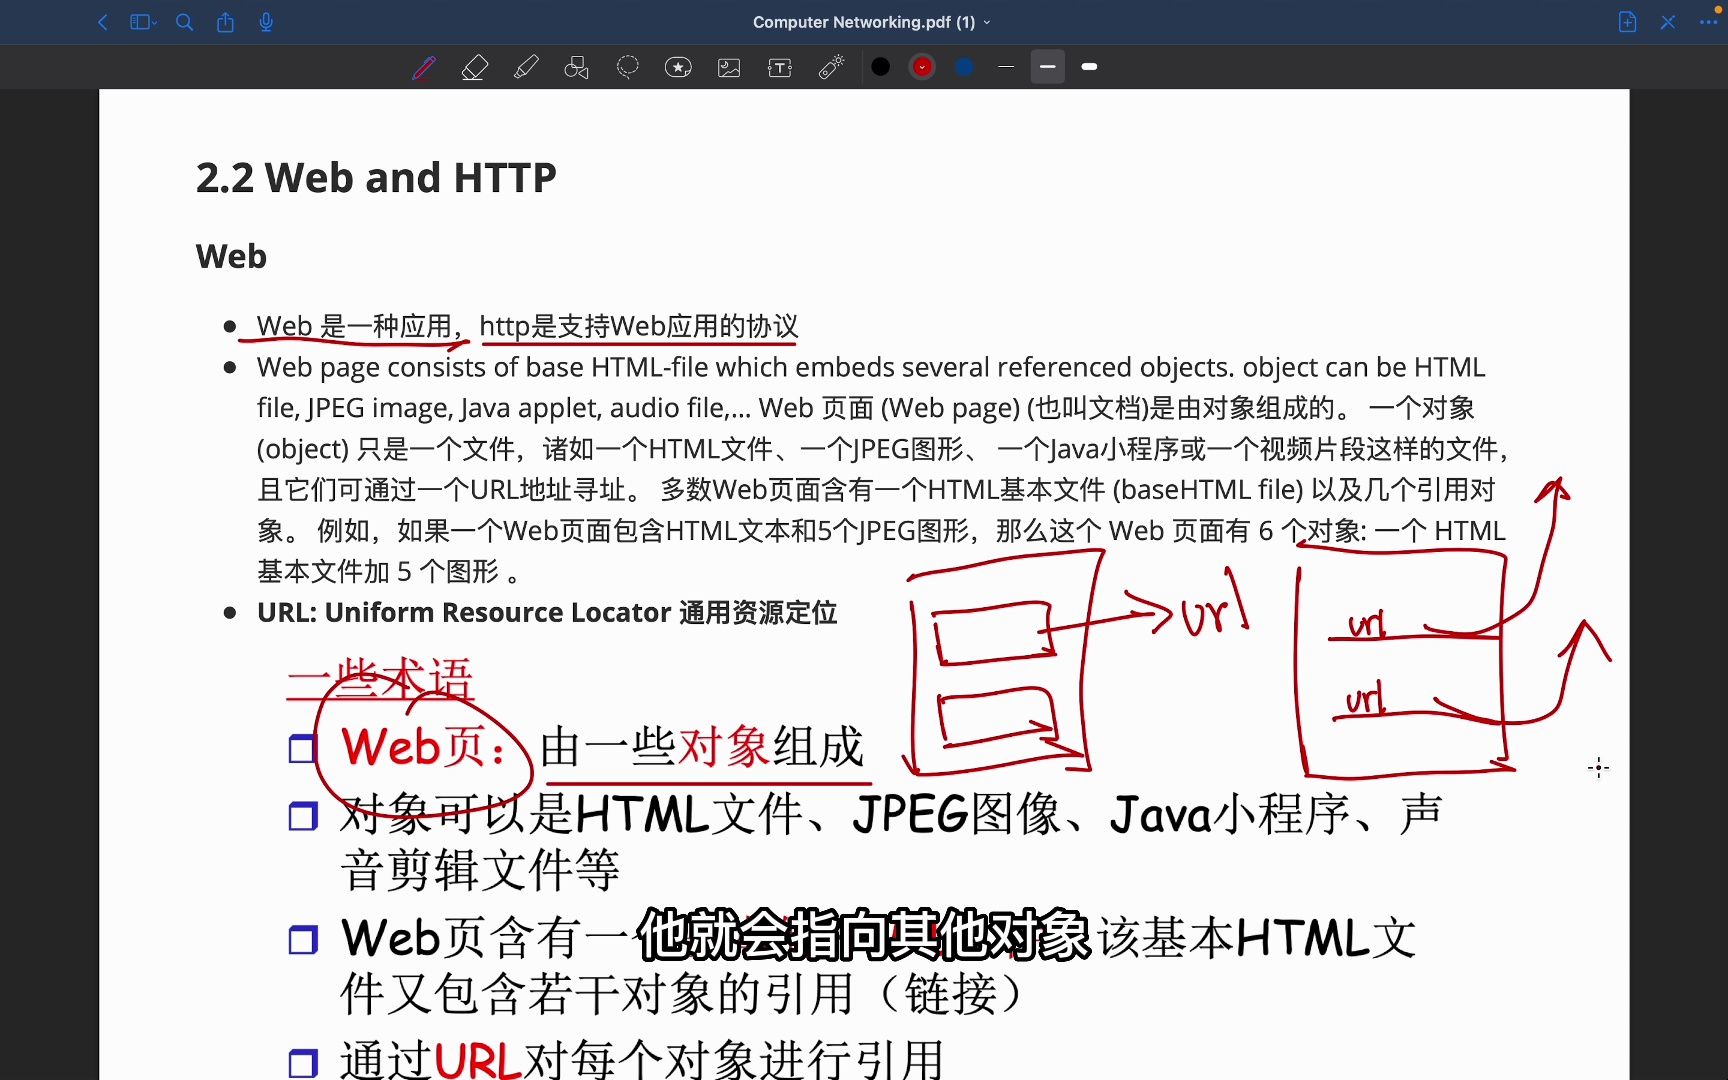 Computer Networking.pdf (1)
2.2 Web and HTTP
Web
Web 是一种应用，http是支持Web应用的协议
Web page consists of base HTML-file which embeds several referenced objects. object can be HTML
file, JPEG image, Java applet, audio file,... Web 页面 (Web page) (也叫文档)是由对象组成的。 一个对象
(object) 只是一个文件，诸如一个HTML文件、一个JPEG图形、 一个Java小程序或一个视频片段这样的文件，
且它们可通过一个URL地址寻址。 多数Web页面含有一个HTML基本文件 (baseHTML file) 以及几个引用对
象。 例如，如果一个Web页面包含HTML文本和5个JPEG图形，那么这个 Web 页面有 6 个对象: 一个 HTML
基本文件加 5 个图形 。
URL: Uniform Resource Locator 通用资源定位
url
url
url
一些术语
Web页：由一些对象组成
对象可以是HTML文件、JPEG图像、Java小程序、声
音剪辑文件等
Web页含有一
他就会指向其他对象
该基本HTML文
件又包含若干对象的引用（链接）
通过URL对每个对象进行引用